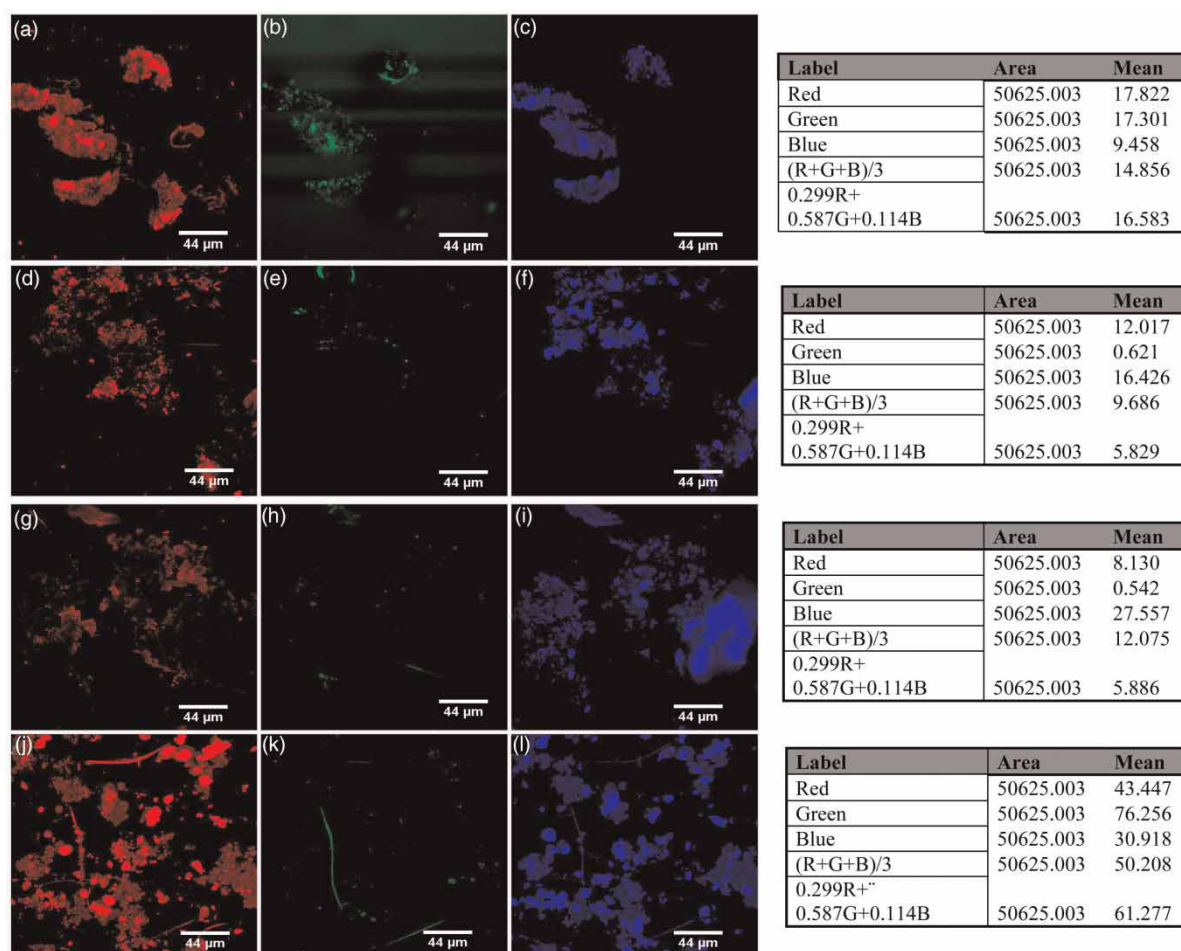 (a) (b) (c)
44 µm 44 µm 44 µm
Label Area Mean
Red 50625.003 17.822
Green 50625.003 17.301
Blue 50625.003 9.458
(R+G+B)/3 50625.003 14.856
0.299R+
0.587G+0.114B 50625.003 16.583
(d) (e) (f)
44 µm 44 µm 44 µm
Label Area Mean
Red 50625.003 12.017
Green 50625.003 0.621
Blue 50625.003 16.426
(R+G+B)/3 50625.003 9.686
0.299R+
0.587G+0.114B 50625.003 5.829
(g) (h) (i)
44 µm 44 µm 44 µm
Label Area Mean
Red 50625.003 8.130
Green 50625.003 0.542
Blue 50625.003 27.557
(R+G+B)/3 50625.003 12.075
0.299R+
0.587G+0.114B 50625.003 5.886
(j) (k) (l)
44 µm 44 µm 44 µm
Label Area Mean
Red 50625.003 43.447
Green 50625.003 76.256
Blue 50625.003 30.918
(R+G+B)/3 50625.003 50.208
0.299R+¨
0.587G+0.114B 50625.003 61.277